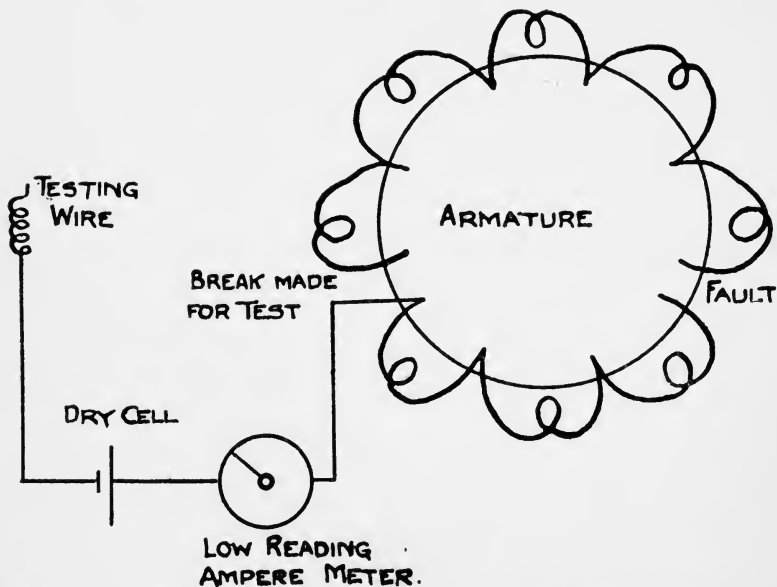 TESTING
WIRE
ARMATURE
BREAK MADE
FOR TEST
FAULT
DRY CELL
LOW READING
AMPERE METER.